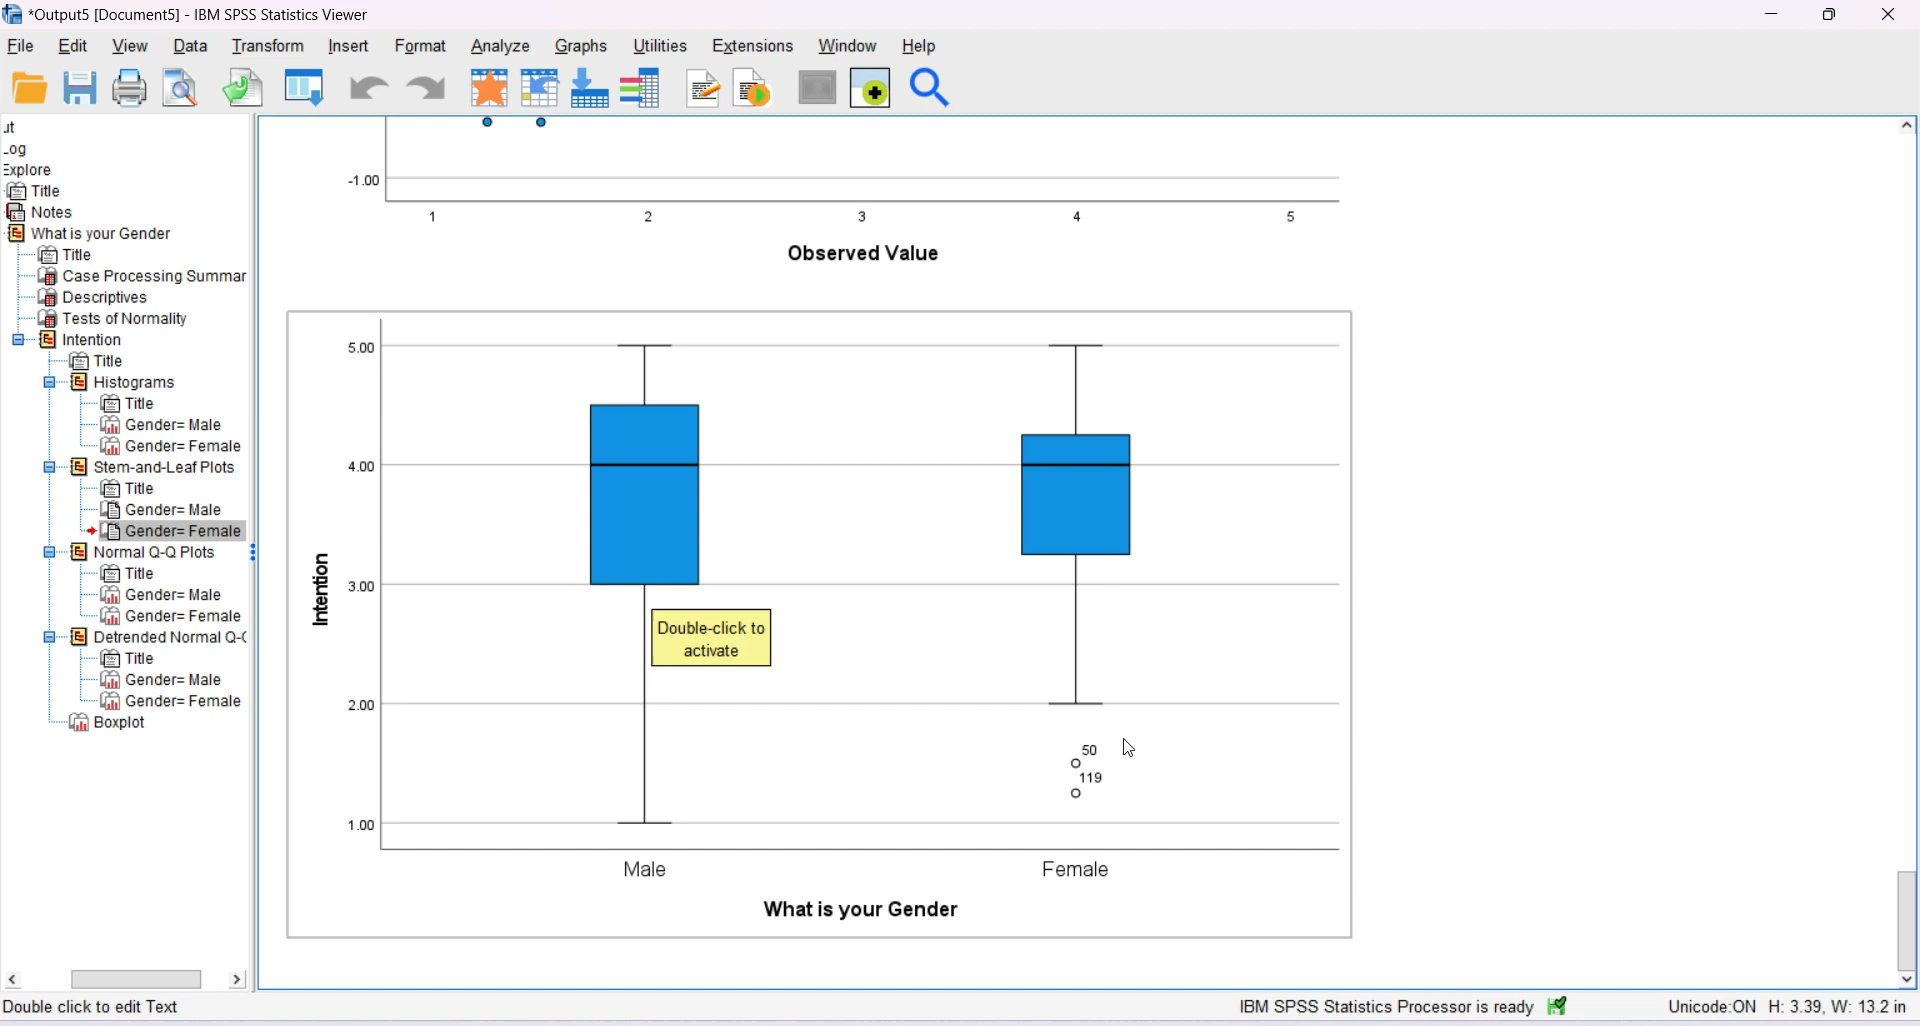 *Output5 [Document5] - IBM SPSS Statistics Viewer
File Edit View Data Transform Insert Format Analyze Graphs Utilities Extensions Window Help
ut
Log
Explore
Title
Notes
What is your Gender
Title
Case Processing Summar
Descriptives
Tests of Normality
Intention
Title
Histograms
Title
Gender= Male
Gender= Female
Stem-and-Leaf Plots
Title
Gender= Male
Gender= Female
Normal Q-Q Plots
Title
Gender= Male
Gender= Female
Detrended Normal Q-Q
Title
Gender= Male
Gender= Female
Boxplot
-1.00
1 2 3 4 5
Observed Value
5.00
4.00
3.00
2.00
1.00
Intention
Double-click to
activate
50
119
Male Female
What is your Gender
Double click to edit Text
IBM SPSS Statistics Processor is ready
Unicode:ON H: 3.39, W: 13.2 in